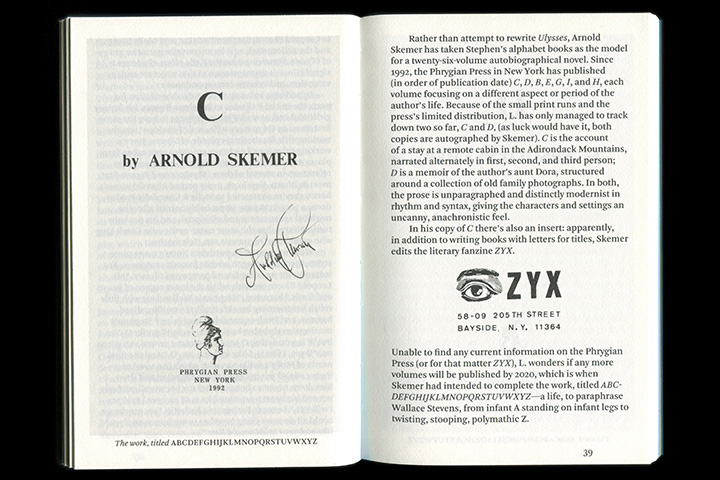 C
by ARNOLD SKEMER
PHRYGIAN PRESS
NEW YORK
1992
The work, titled ABCDEFGHIJKLMNOPQRSTUVWXYZ
Rather than attempt to rewrite Ulysses, Arnold
Skemer has taken Stephen's alphabet books as the model
for a twenty-six-volume autobiographical novel. Since
1992, the Phrygian Press in New York has published
(in order of publication date) C, D, B, E, G, I, and H, each
volume focusing on a different aspect or period of the
author's life. Because of the small print runs and the
press's limited distribution, L. has only managed to track
down two so far, C and D, (as luck would have it, both
copies are autographed by Skemer). C is the account
of a stay at a remote cabin in the Adirondack Mountains,
narrated alternately in first, second, and third person;
D is a memoir of the author's aunt Dora, structured
around a collection of old family photographs. In both,
the prose is unparagraphed and distinctly modernist in
rhythm and syntax, giving the characters and settings an
uncanny, anachronistic feel.
In his copy of C there's also an insert: apparently,
in addition to writing books with letters for titles, Skemer
edits the literary fanzine ZYX.
ZYX
58-09 205TH STREET
BAYSIDE, N.Y. 11364
Unable to find any current information on the Phrygian
Press (or for that matter ZYX), L. wonders if any more
volumes will be published by 2020, which is when
Skemer had intended to complete the work, titled ABC-
DEFGHIJKLMNOPQRSTUVWXYZ—a life, to paraphrase
Wallace Stevens, from infant A standing on infant legs to
twisting, stooping, polymathic Z.
39